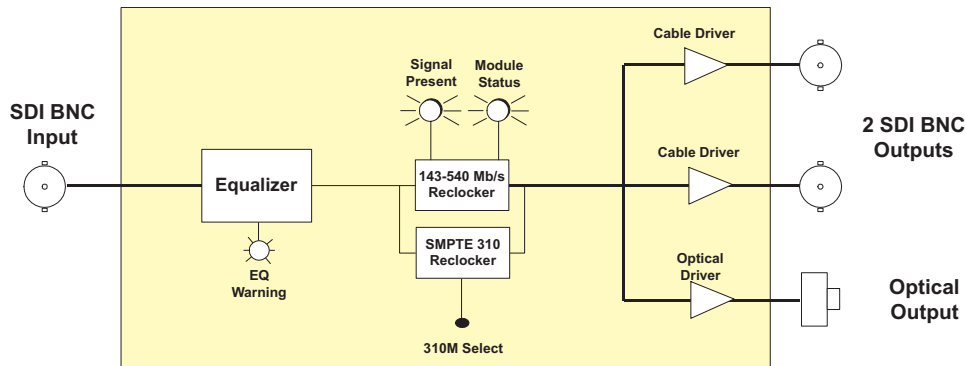 SDI BNC
Input
Equalizer
EQ
Warning
Signal
Present
Module
Status
143-540 Mb/s
Reclocker
SMPTE 310
Reclocker
310M Select
Cable Driver
Cable Driver
Optical
Driver
2 SDI BNC
Outputs
Optical
Output